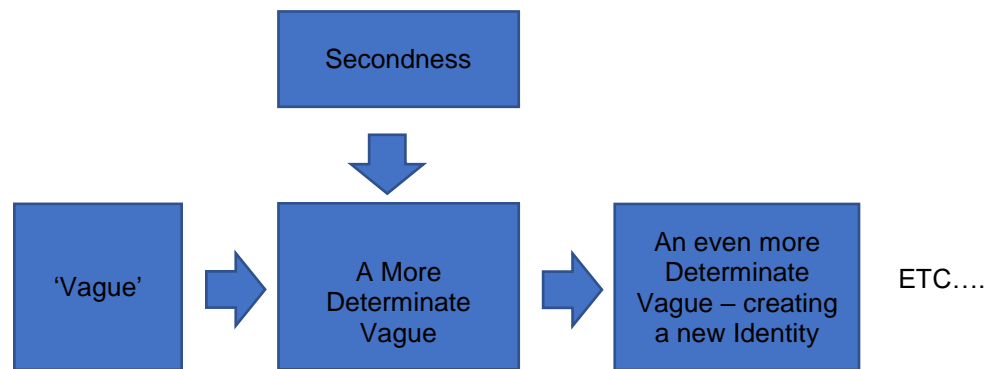 Secondness
‘Vague’
A More
Determinate
Vague
An even more
Determinate
Vague – creating
a new Identity
ETC….